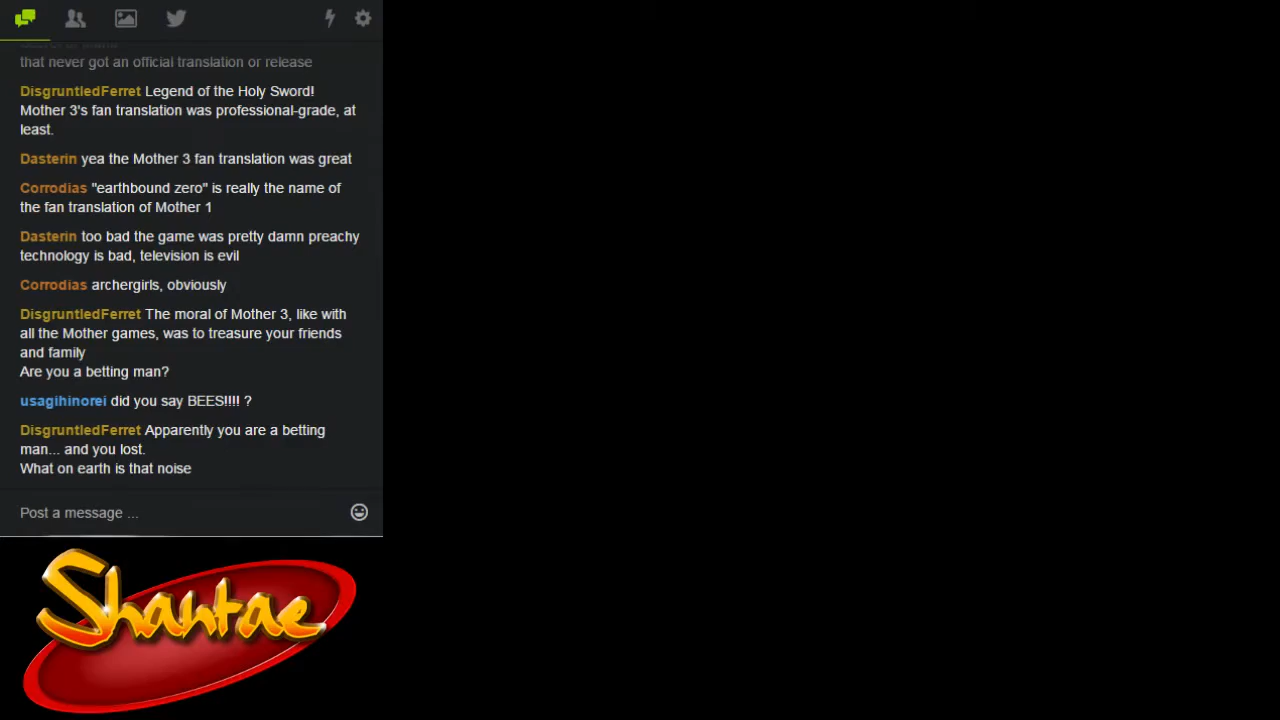 that never got an official translation or release
DisgruntledFerret Legend of the Holy Sword!
Mother 3's fan translation was professional-grade, at
least.
Dasterin yea the Mother 3 fan translation was great
Corrodias "earthbound zero" is really the name of
the fan translation of Mother 1
Dasterin too bad the game was pretty damn preachy
technology is bad, television is evil
Corrodias archergirls, obviously
DisgruntledFerret The moral of Mother 3, like with
all the Mother games, was to treasure your friends
and family
Are you a betting man?
usagihinorei did you say BEES!!!! ?
DisgruntledFerret Apparently you are a betting
man... and you lost.
What on earth is that noise
Post a message ...
Shantae